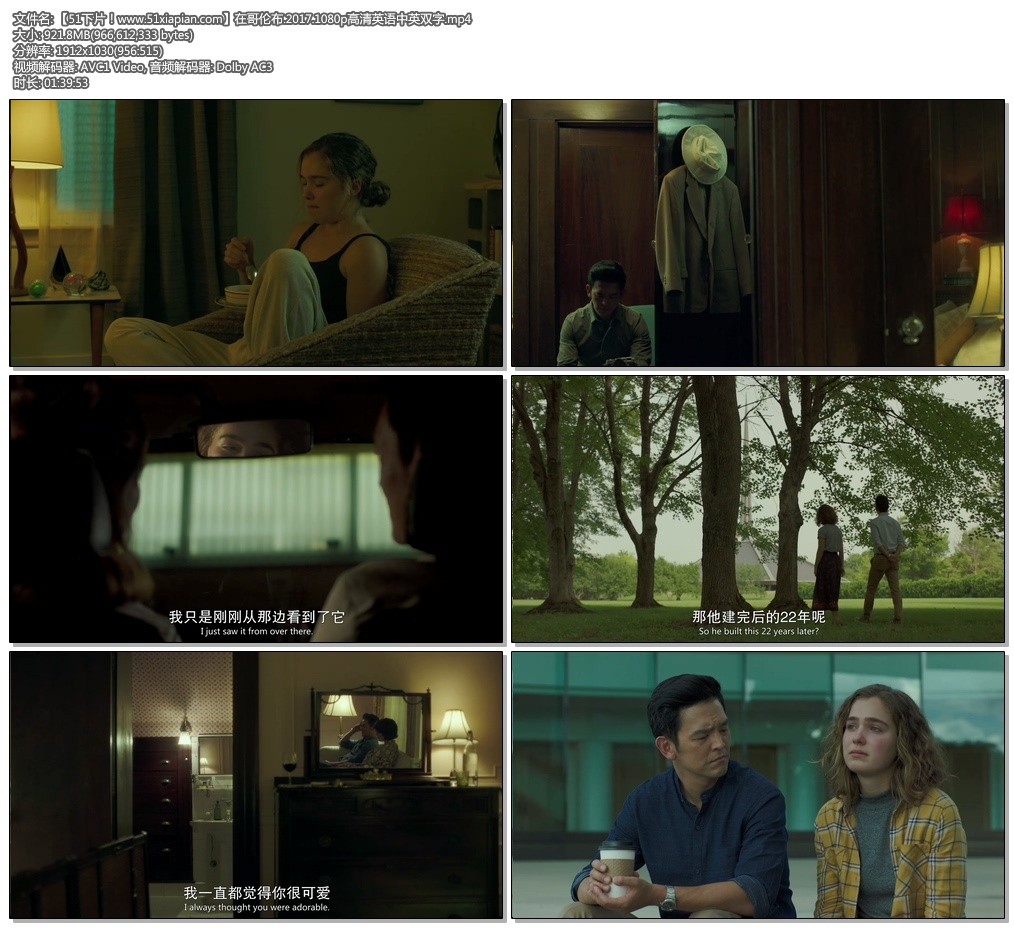 文件名: 【51下片！www.51xiapian.com】在哥伦布.2017.1080p高清英语中英双字.mp4
大小: 921.8MB(966,612,333 bytes)
分辨率: 1912x1030(956:515)
视频解码器: AVC1 Video, 音频解码器: Dolby AC3
时长: 01:39:53
我只是刚刚从那边看到了它
I just saw it from over there.
那他建完后的22年呢
So he built this 22 years later?
我一直都觉得你很可爱
I always thought you were adorable.